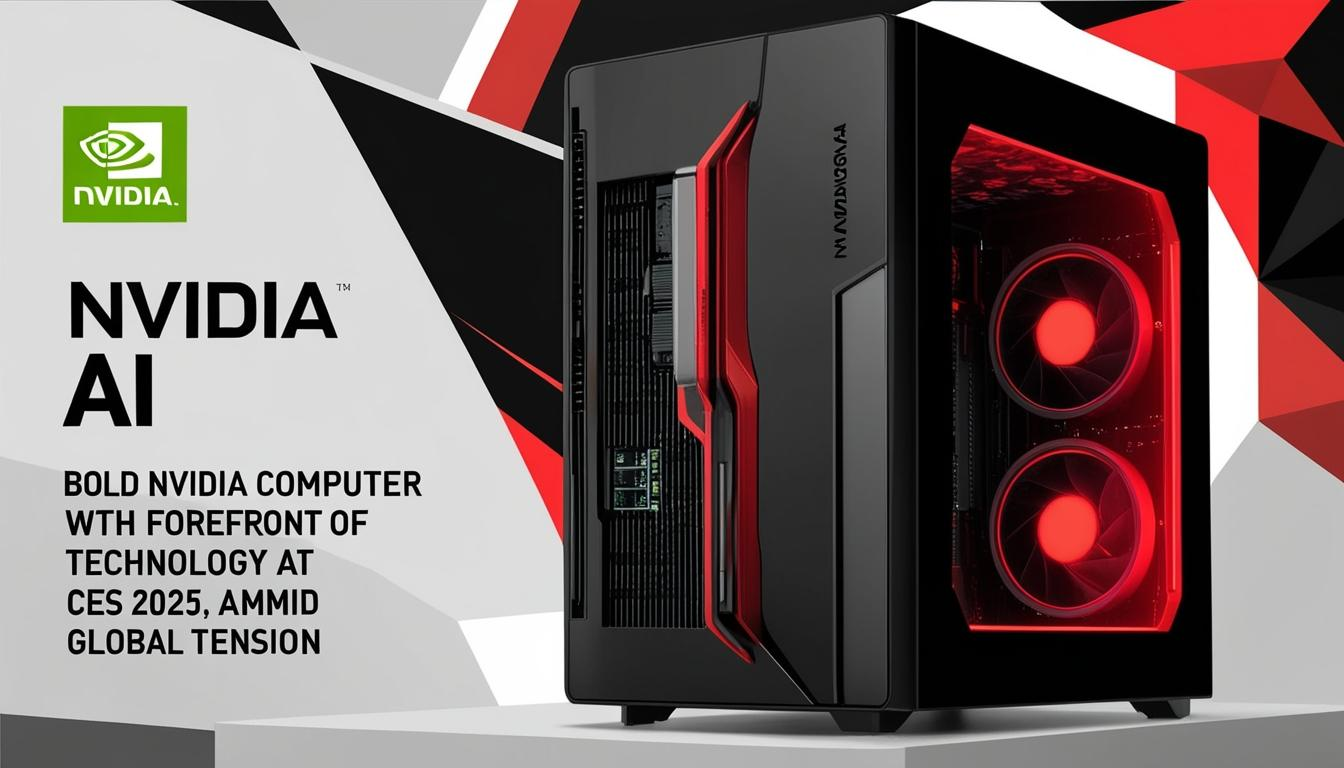 NVIDIA.
NVIDIA™
AI
BOLD NVIDIA COMPUTER
WTH FOREFRONT OF
TECHNOLOGY AT
CES 2025, AMMID
GLOBAL TENSION